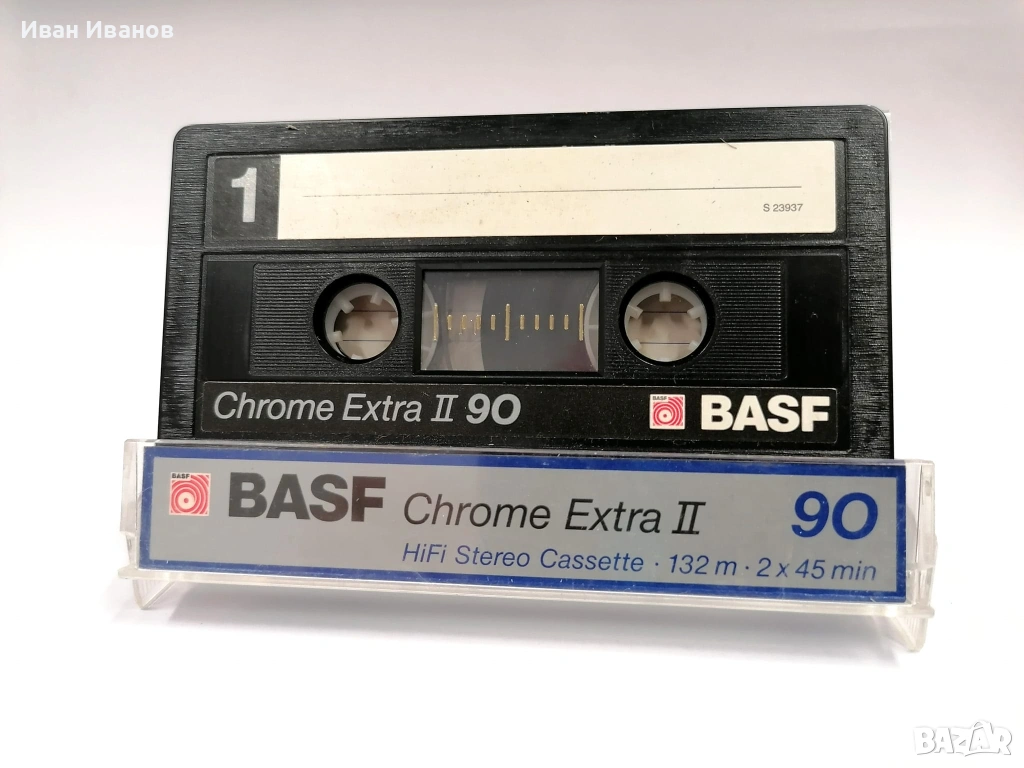 Иван Иванов
1
S 23937
Chrome Extra II 90
BASF
BASF
BASF
BASF Chrome Extra II 90
HiFi Stereo Cassette · 132 m · 2 x 45 min
BAZAR